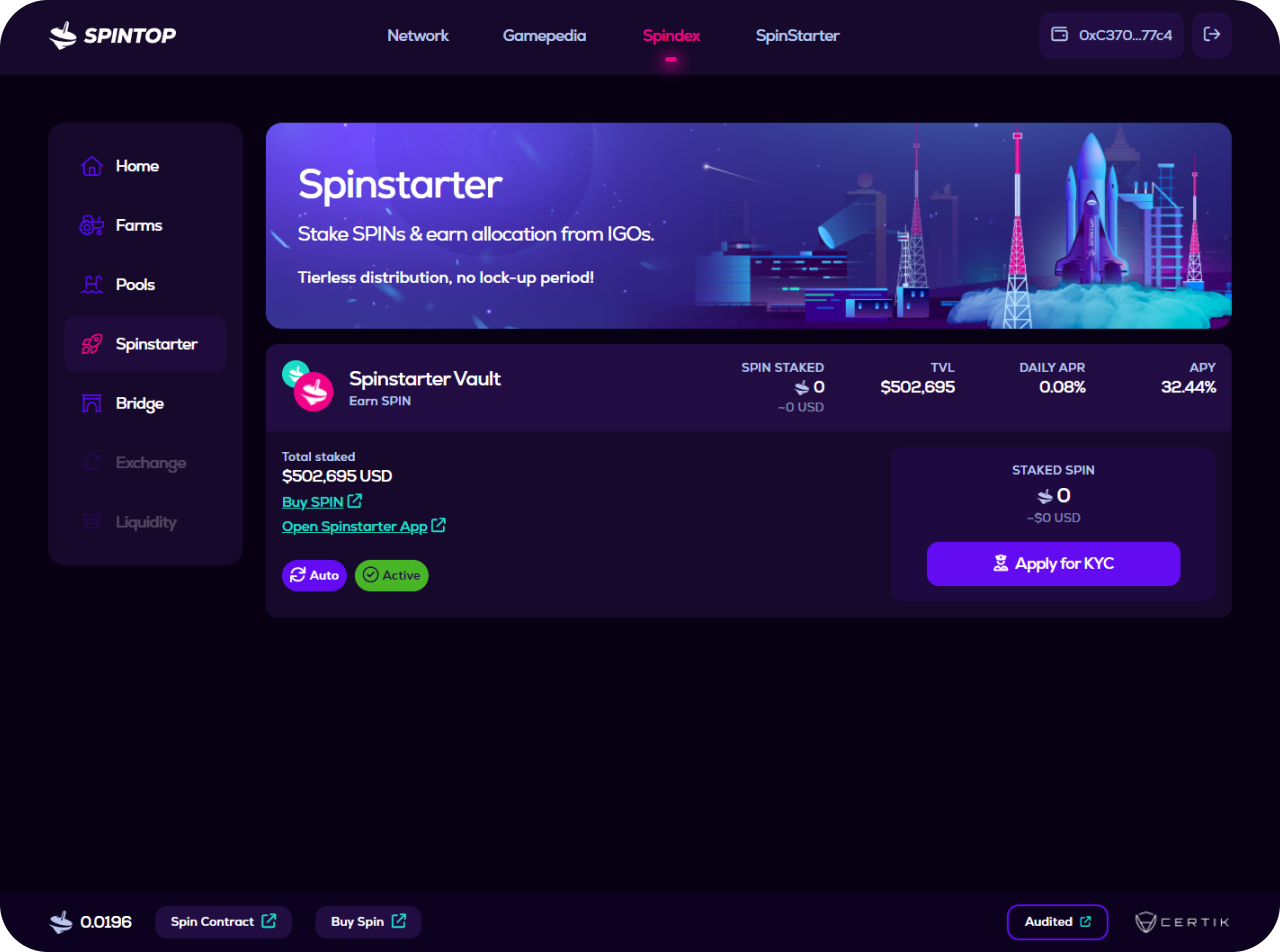 SPINTOP
Network
Gamepedia
Spindex
SpinStarter
0xC370...77c4
Home
Farms
Pools
Spinstarter
Bridge
Exchange
Liquidity
Spinstarter
Stake SPINs & earn allocation from IGOs.
Tierless distribution, no lock-up period!
Spinstarter Vault
Earn SPIN
SPIN STAKED
0
~0 USD
TVL
$502,695
DAILY APR
0.08%
APY
32.44%
Total staked
$502,695 USD
Buy SPIN
Open Spinstarter App
Auto
Active
STAKED SPIN
0
~$0 USD
Apply for KYC
0.0196
Spin Contract
Buy Spin
Audited
CERTIK